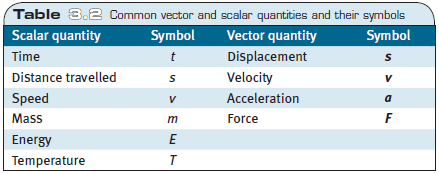 Table 3.2 Common vector and scalar quantities and their symbols
Scalar quantity Symbol Vector quantity Symbol
Time t Displacement s
Distance travelled s Velocity v
Speed v Acceleration a
Mass m Force F
Energy E
Temperature T